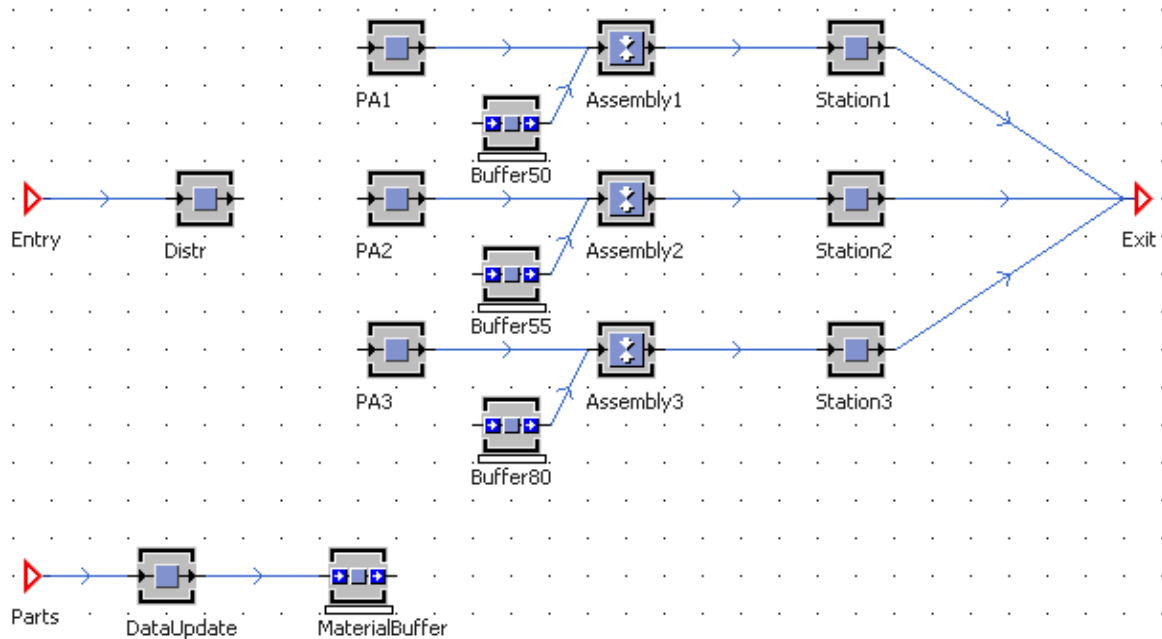 PA1
Assembly1
Station1
Buffer50
Entry
Distr
PA2
Assembly2
Station2
Exit
Buffer55
PA3
Assembly3
Station3
Buffer80
Parts
DataUpdate
MaterialBuffer